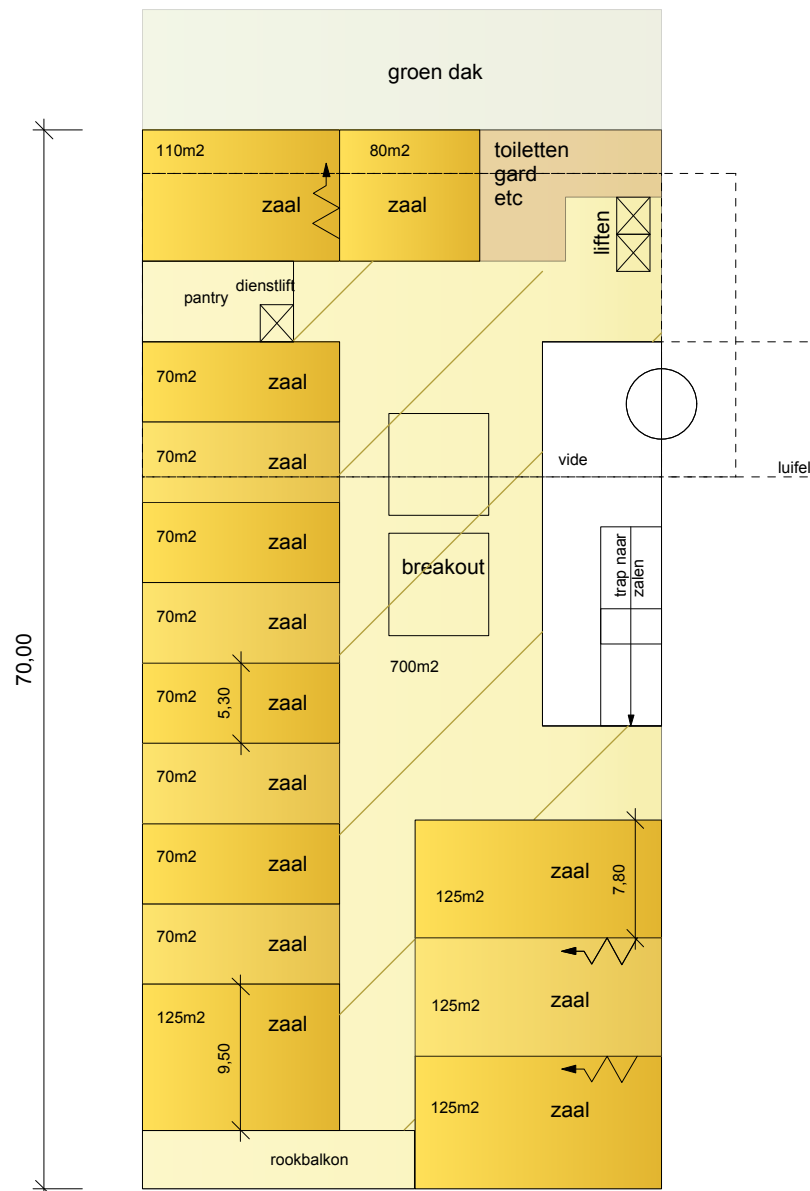 groen dak
110m2
80m2
toiletten
gard
etc
zaal
zaal
liften
dienstlift
pantry
70m2
zaal
70m2
zaal
vide
luifel
70m2
zaal
trap naar
zalen
breakout
70m2
zaal
700m2
70,00
70m2
5,30
zaal
70m2
zaal
70m2
zaal
zaal
7,80
125m2
70m2
zaal
125m2
zaal
zaal
125m2
9,50
125m2
zaal
rookbalkon